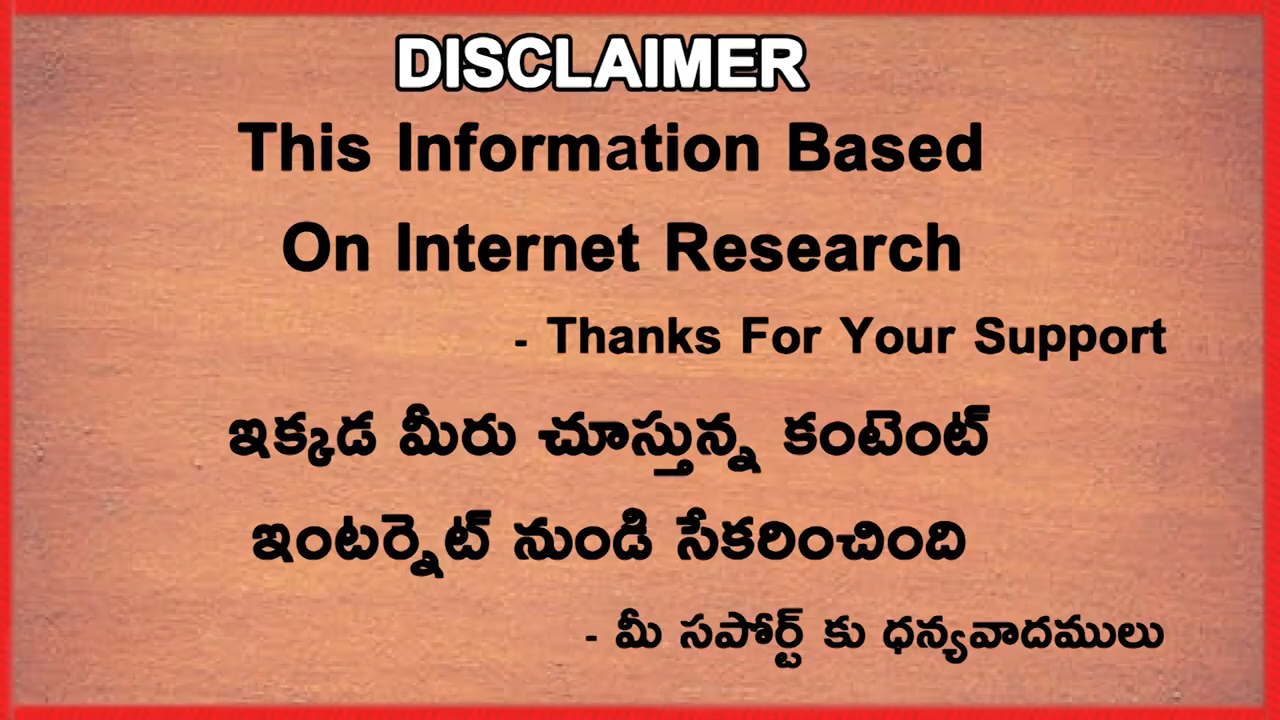 DISCLAIMER
This Information Based
On Internet Research
- Thanks For Your Support
ఇక్కడ మీరు చూస్తున్న కంటెంట్
ఇంటర్నెట్ నుండి సేకరించింది
- మీ సపోర్ట్ కు ధన్యవాదములు